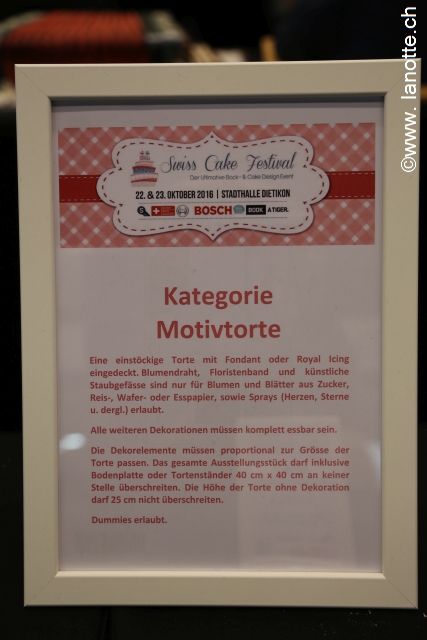 ©www. lanotte.ch
Swiss Cake Festival
Der Ultimative Back- & Cake Design Event
22. & 23. OKTOBER 2016 | STADTHALLE DIETIKON
BOSCH BOOK A TIGER.
Kategorie
Motivtorte
Eine einstöckige Torte mit Fondant oder Royal Icing
eingedeckt. Blumendraht, Floristenband und künstliche
Staubgefässe sind nur für Blumen und Blätter aus Zucker,
Reis-, Wafer- oder Esspapier, sowie Sprays (Herzen, Sterne
u. dergl.) erlaubt.
Alle weiteren Dekorationen müssen komplett essbar sein.
Die Dekorelemente müssen proportional zur Grösse der
Torte passen. Das gesamte Ausstellungsstück darf inklusive
Bodenplatte oder Tortenständer 40 cm x 40 cm an keiner
Stelle überschreiten. Die Höhe der Torte ohne Dekoration
darf 25 cm nicht überschreiten.
Dummies erlaubt.